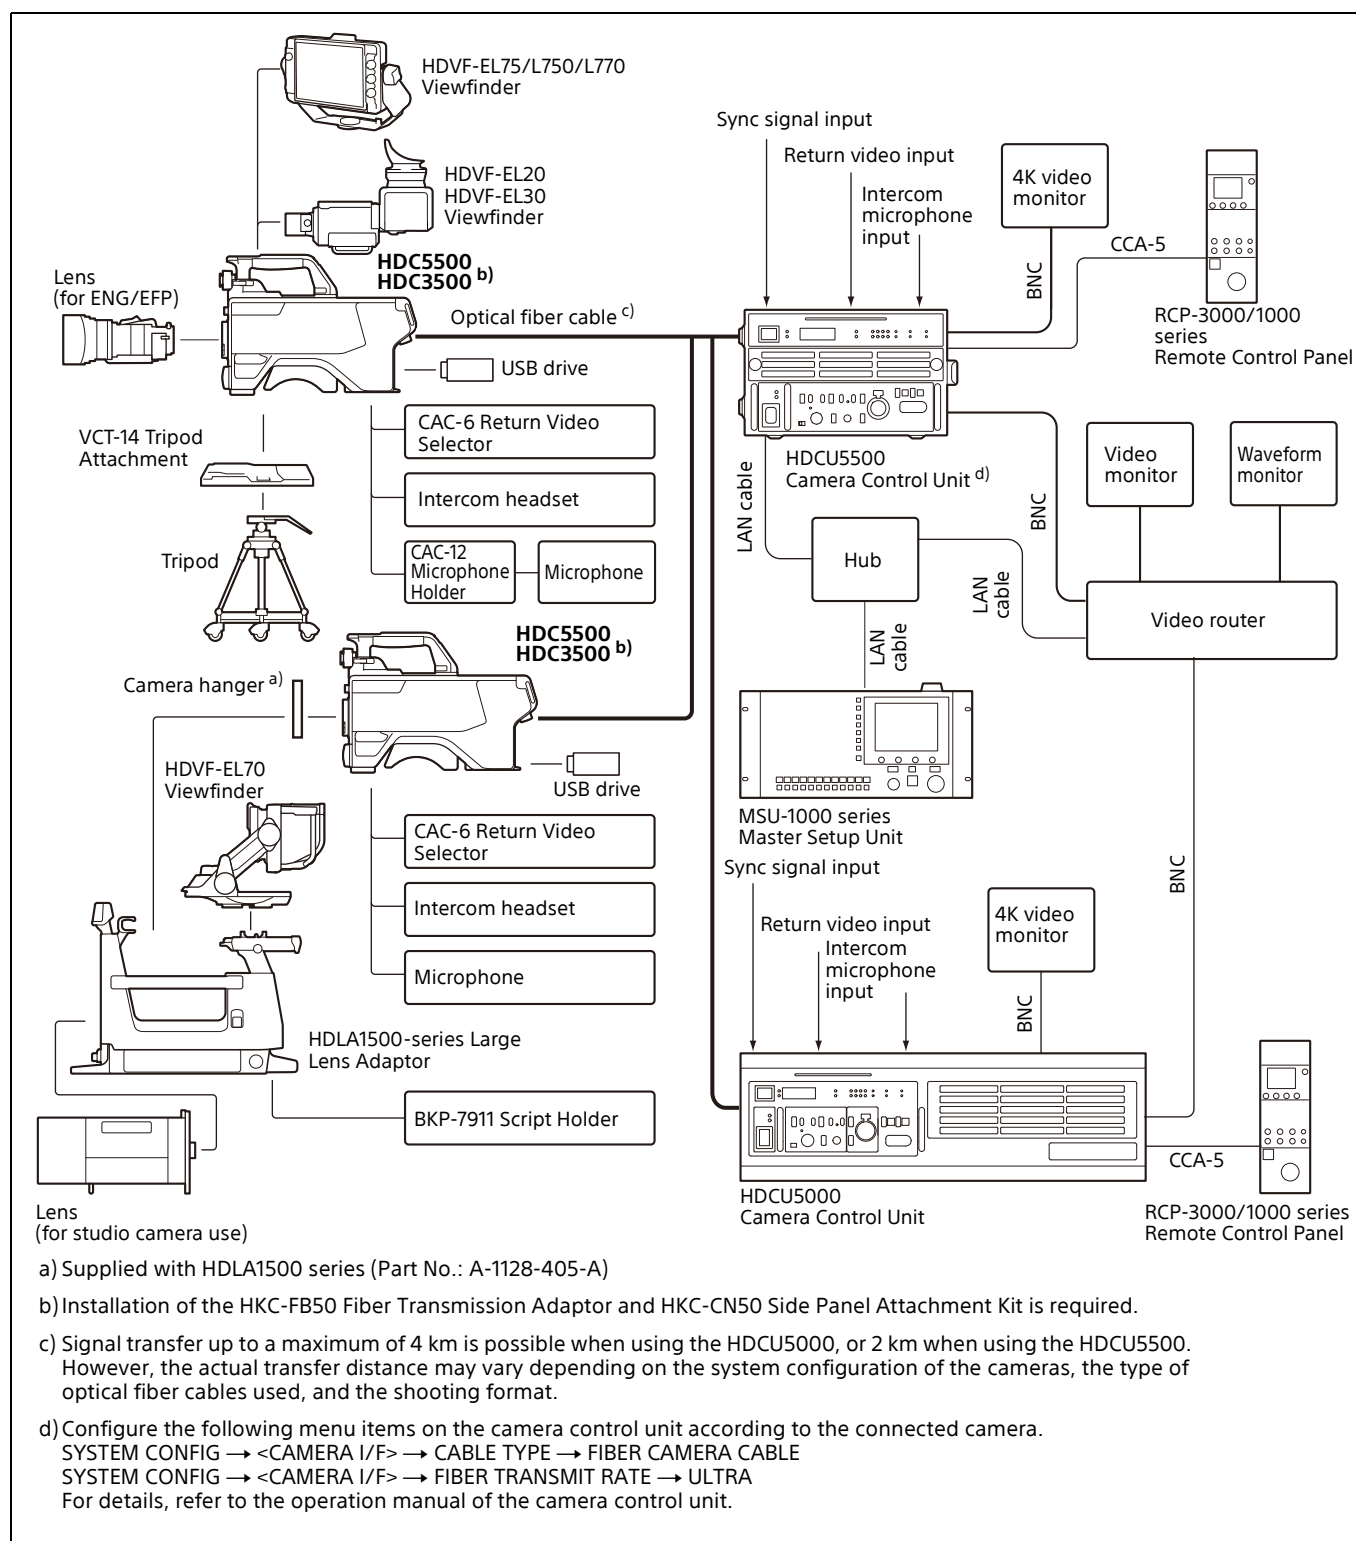 HDVF-EL75/L750/L770
Viewfinder
HDVF-EL20
HDVF-EL30
Viewfinder
Lens
(for ENG/EFP)
HDC5500
HDC3500 b)
Optical fiber cable c)
USB drive
CAC-6 Return Video
Selector
VCT-14 Tripod
Attachment
Intercom headset
Tripod
CAC-12
Microphone
Holder
Microphone
HDC5500
HDC3500 b)
Camera hanger a)
USB drive
HDVF-EL70
Viewfinder
CAC-6 Return Video
Selector
Intercom headset
Microphone
HDLA1500-series Large
Lens Adaptor
BKP-7911 Script Holder
Lens
(for studio camera use)
Sync signal input
Return video input
Intercom
microphone
input
4K video
monitor
BNC
CCA-5
RCP-3000/1000
series
Remote Control Panel
HDCU5500
Camera Control Unit d)
LAN cable
Hub
BNC
Video
monitor
Waveform
monitor
LAN
cable
LAN
cable
Video router
MSU-1000 series
Master Setup Unit
BNC
Sync signal input
Return video input
Intercom
microphone
input
4K video
monitor
BNC
CCA-5
HDCU5000
Camera Control Unit
RCP-3000/1000 series
Remote Control Panel
a) Supplied with HDLA1500 series (Part No.: A-1128-405-A)
b) Installation of the HKC-FB50 Fiber Transmission Adaptor and HKC-CN50 Side Panel Attachment Kit is required.
c) Signal transfer up to a maximum of 4 km is possible when using the HDCU5000, or 2 km when using the HDCU5500.
However, the actual transfer distance may vary depending on the system configuration of the cameras, the type of
optical fiber cables used, and the shooting format.
d) Configure the following menu items on the camera control unit according to the connected camera.
SYSTEM CONFIG → <CAMERA I/F> → CABLE TYPE → FIBER CAMERA CABLE
SYSTEM CONFIG → <CAMERA I/F> → FIBER TRANSMIT RATE → ULTRA
For details, refer to the operation manual of the camera control unit.